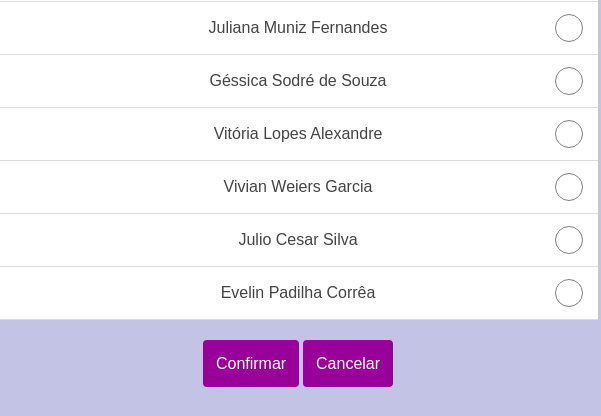 Juliana Muniz Fernandes
Géssica Sodré de Souza
Vitória Lopes Alexandre
Vivian Weiers Garcia
Julio Cesar Silva
Evelin Padilha Corrêa
Confirmar Cancelar